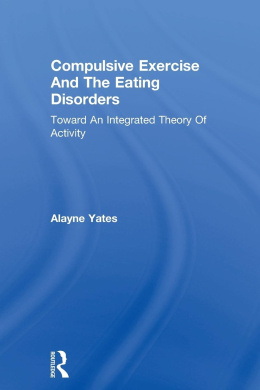 Compulsive Exercise
And The Eating
Disorders
Toward An Integrated Theory Of
Activity
Alayne Yates
ROUTLEDGE